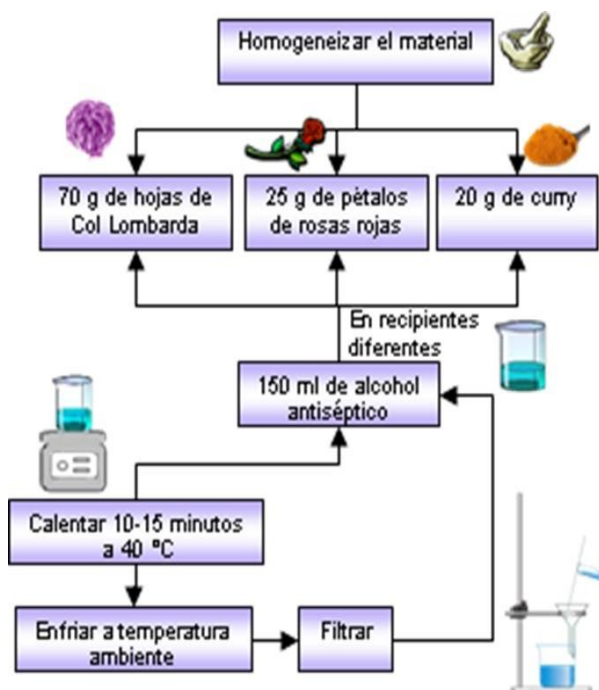 Homogeneizar el material
70 g de hojas de
Col Lombarda
25 g de pètalos
de rosas rojas
20 g de curry
En recipientes
diferentes
150 ml de alcohol
antiséptico
Calentar 10-15 minutos
a 40 °C
Enfriar a temperatura
ambiente
Filtrar